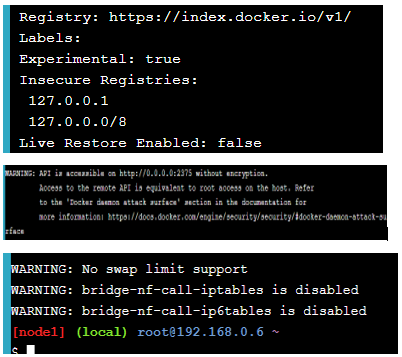 Registry: https://index.docker.io/v1/
Labels:
Experimental: true
Insecure Registries:
127.0.0.1
127.0.0.0/8
Live Restore Enabled: false
WARNING: API is accessible on http://0.0.0.0:2375 without encryption.
Access to the remote API is equivalent to root access on the host. Refer
to the 'Docker daemon attack surface' section in the documentation for
more information: https://docs.docker.com/engine/security/security/#docker-daemon-attack-su
rface
WARNING: No swap limit support
WARNING: bridge-nf-call-iptables is disabled
WARNING: bridge-nf-call-ip6tables is disabled
[node1] (local) root@192.168.0.6 ~
$